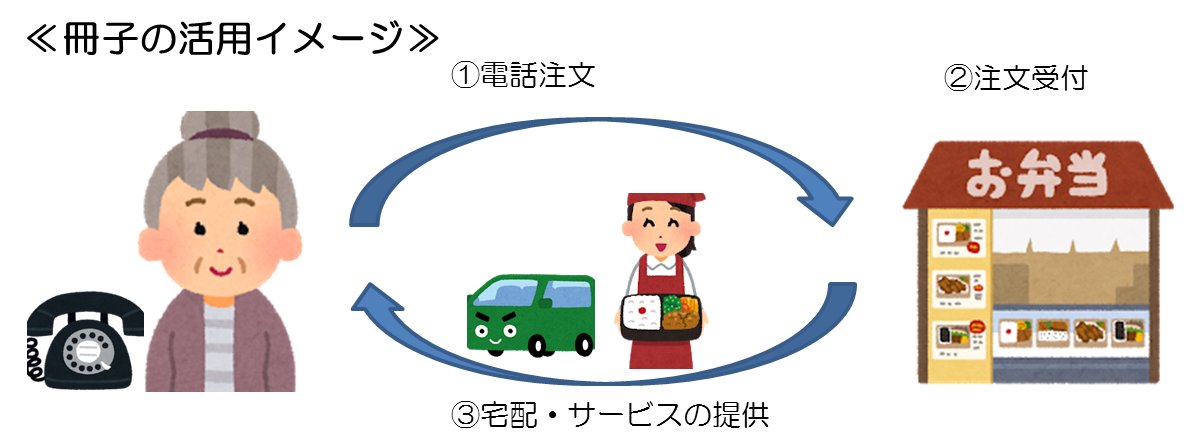 ≪冊子の活用イメージ≫
①電話注文
②注文受付
お弁当
③宅配・サービスの提供